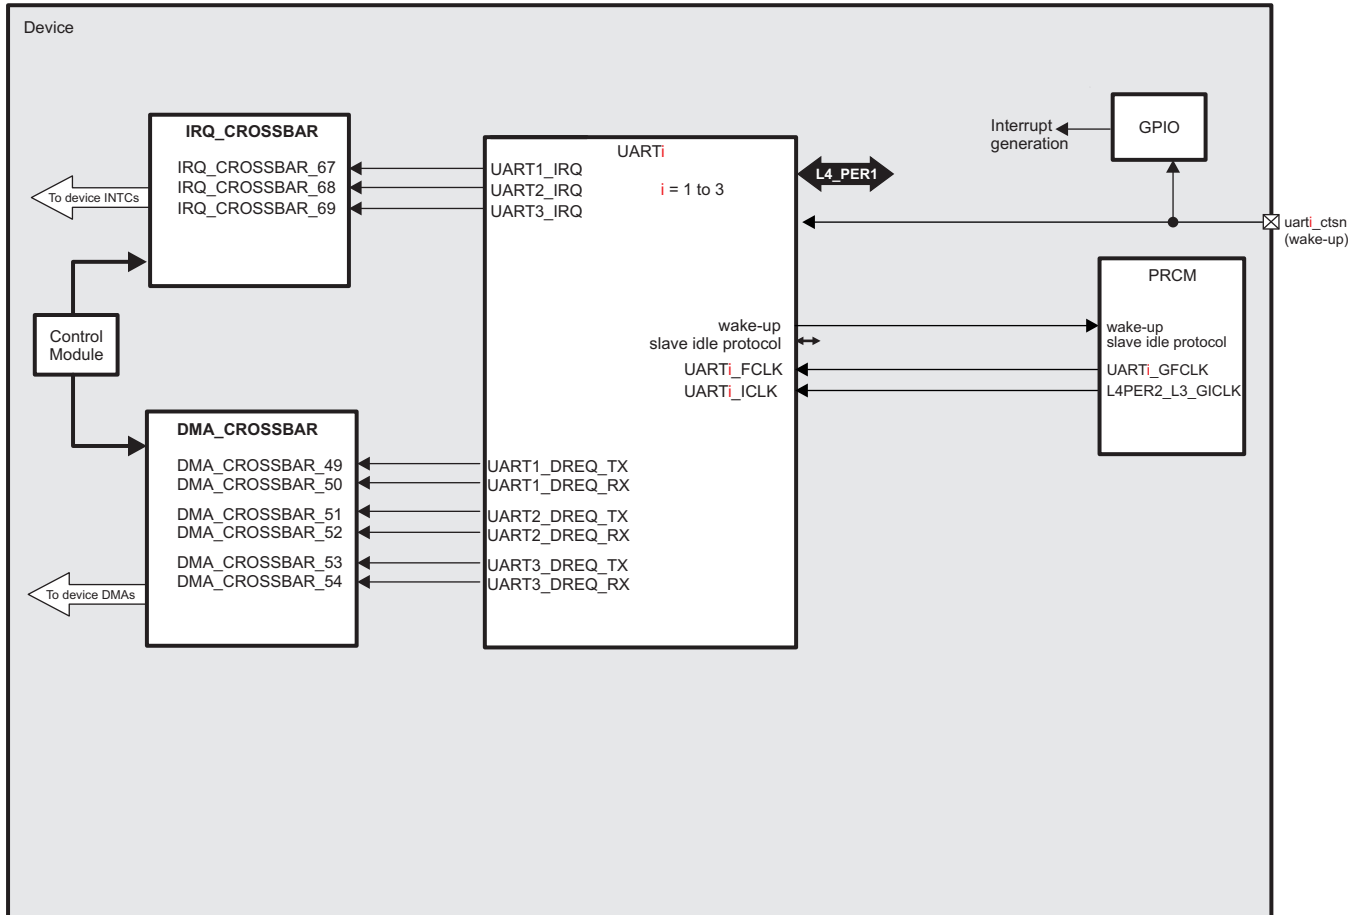 Device
IRQ_CROSSBAR
IRQ_CROSSBAR_67
IRQ_CROSSBAR_68
IRQ_CROSSBAR_69
To device INTCs
Control
Module
DMA_CROSSBAR
DMA_CROSSBAR_49
DMA_CROSSBAR_50
DMA_CROSSBAR_51
DMA_CROSSBAR_52
DMA_CROSSBAR_53
DMA_CROSSBAR_54
To device DMAs
UARTi
i = 1 to 3
UART1_IRQ
UART2_IRQ
UART3_IRQ
wake-up
slave idle protocol
UARTi_FCLK
UARTi_ICLK
UART1_DREQ_TX
UART1_DREQ_RX
UART2_DREQ_TX
UART2_DREQ_RX
UART3_DREQ_TX
UART3_DREQ_RX
L4_PER1
Interrupt
generation
GPIO
uarti_ctsn
(wake-up)
PRCM
wake-up
slave idle protocol
UARTi_GFCLK
L4PER2_L3_GICLK